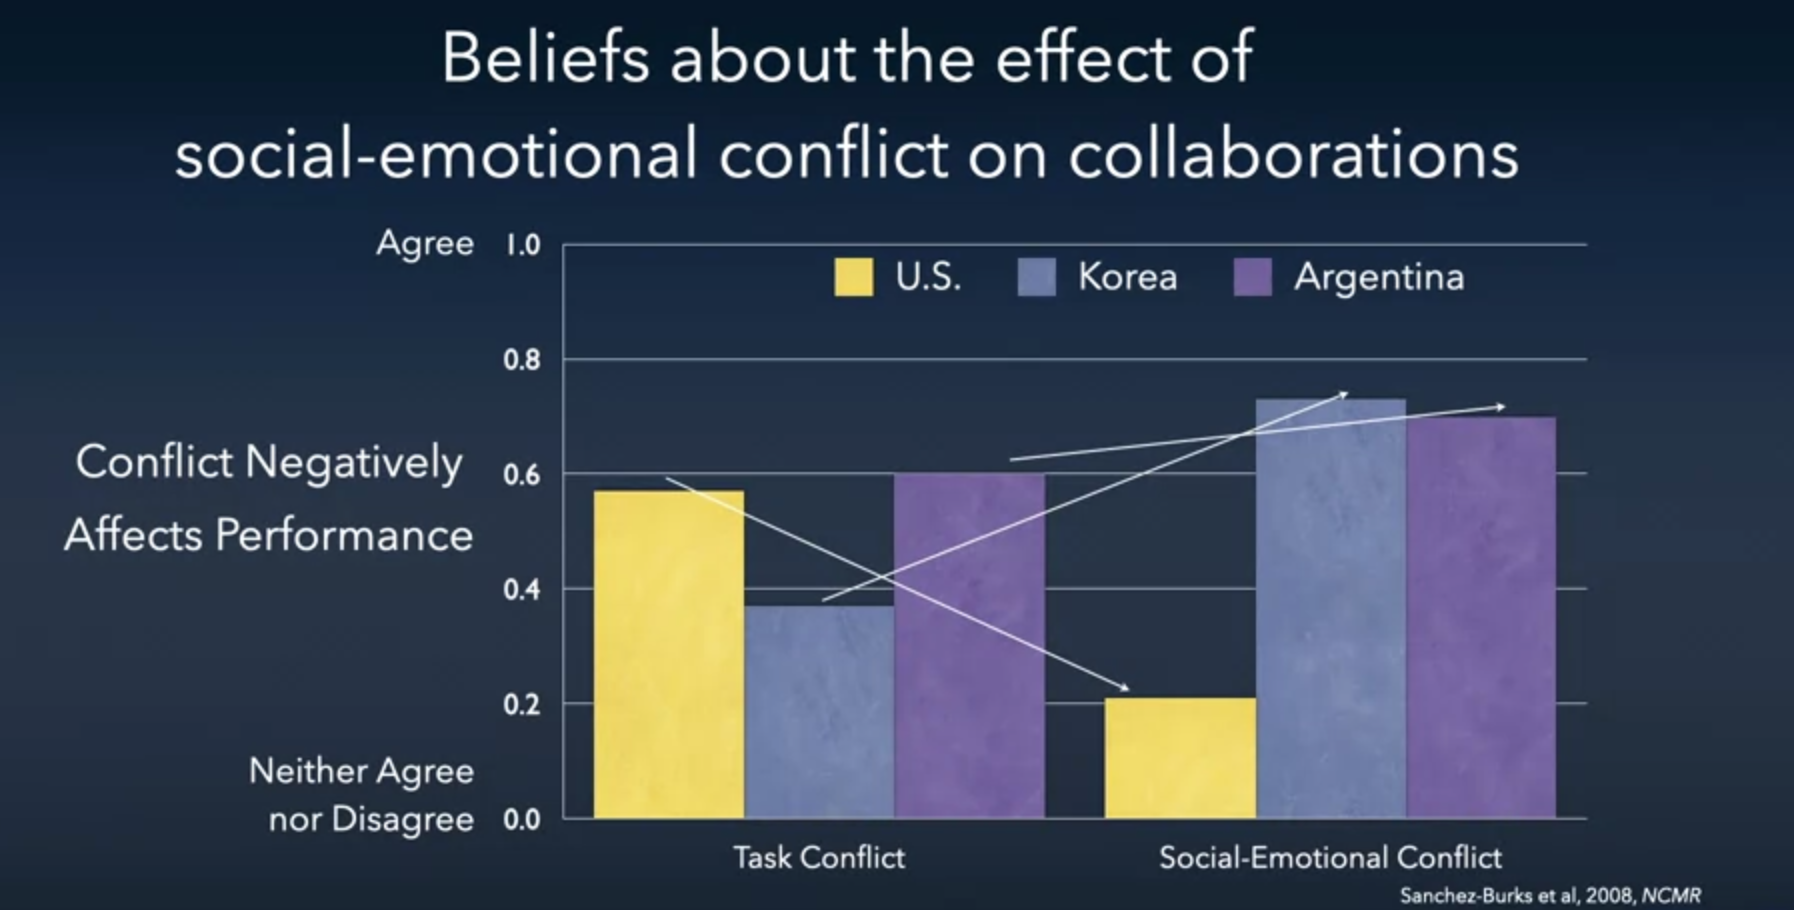 Beliefs about the effect of
social-emotional conflict on collaborations
Agree 1.0
U.S. Korea Argentina
0.8
Conflict Negatively
Affects Performance
0.6
0.4
0.2
Neither Agree
nor Disagree 0.0
Task Conflict Social-Emotional Conflict
Sanchez-Burks et al, 2008, NCMR